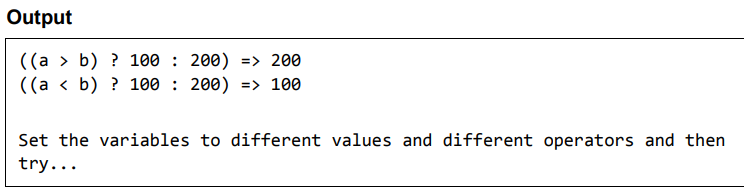 Output
((a > b) ? 100 : 200) => 200
((a < b) ? 100 : 200) => 100
Set the variables to different values and different operators and then
try...